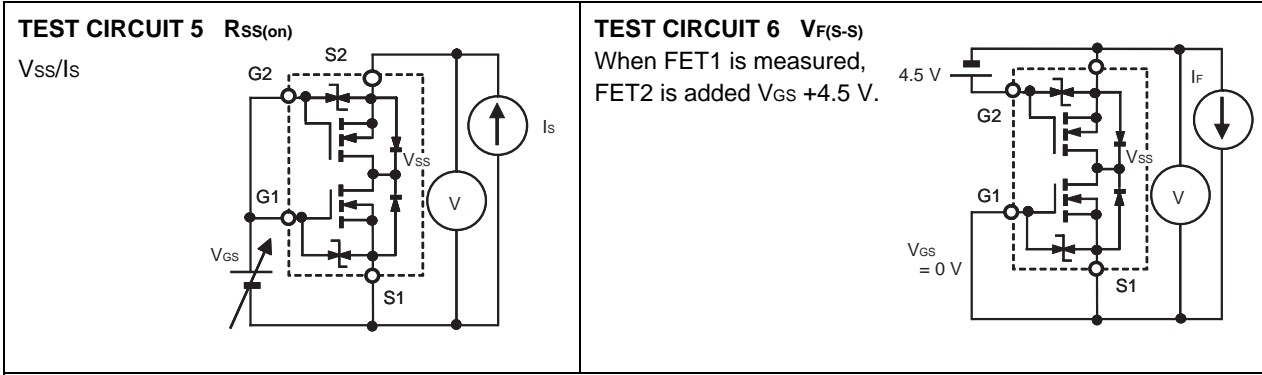 TEST CIRCUIT 5 RSS(on)
VSS/IS
S2
G2
IS
VSS
G1
V
VGS
S1
TEST CIRCUIT 6 VF(S-S)
When FET1 is measured,
FET2 is added VGS +4.5 V.
4.5 V
IF
G2
VSS
G1
V
VGS
= 0 V
S1